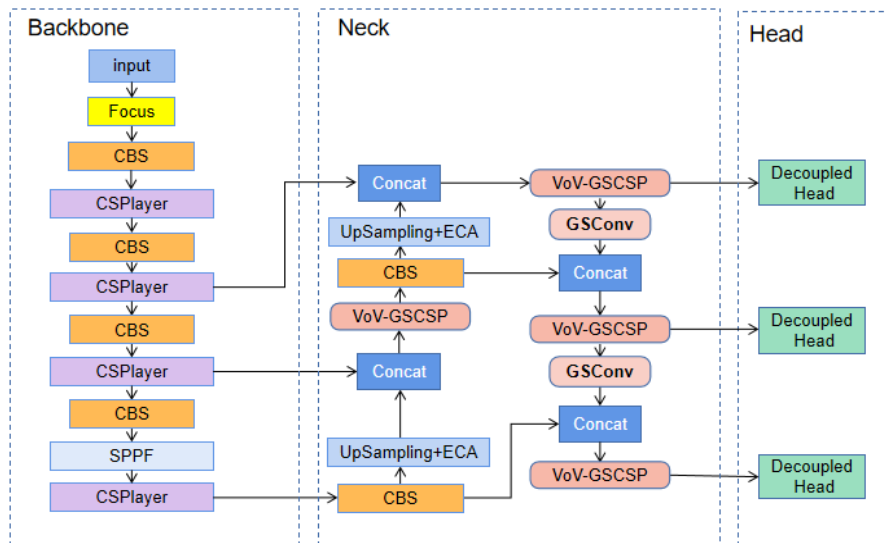 Backbone
input
Focus
CBS
CSPlayer
CBS
CSPlayer
CBS
CSPlayer
CBS
SPPF
CSPlayer
Neck
Concat
UpSampling+ECA
CBS
VoV-GSCSP
Concat
UpSampling+ECA
CBS
VoV-GSCSP
GSConv
Concat
VoV-GSCSP
GSConv
Concat
VoV-GSCSP
Head
Decoupled
Head
Decoupled
Head
Decoupled
Head